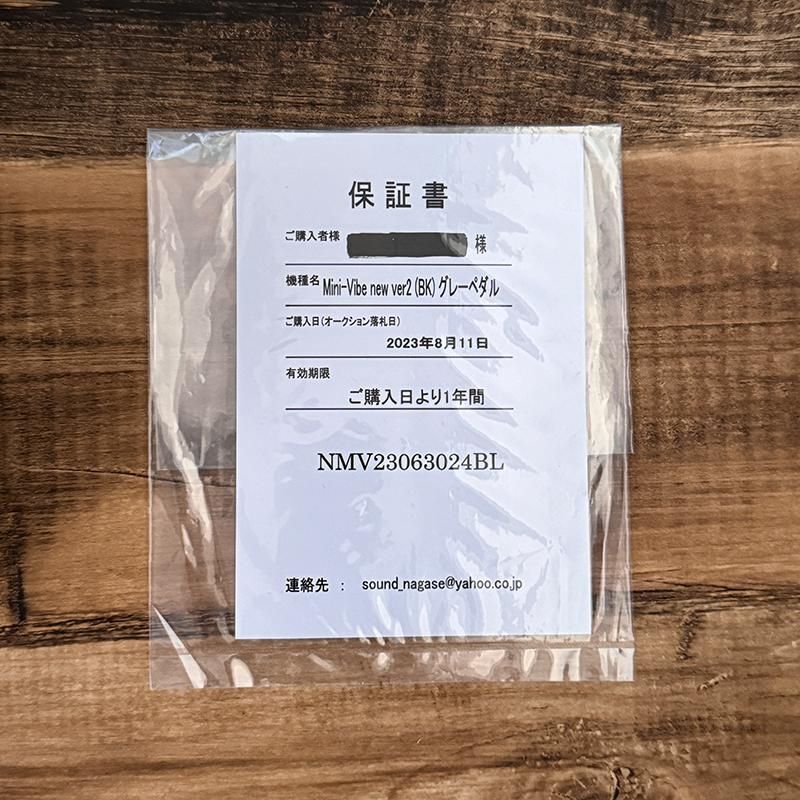 保証書
ご購入者様 様
機種名 Mini-Vibe new ver2 (BK) グレーペダル
ご購入日(オークション落札日)
2023年8月11日
有効期限
ご購入日より1年間
NMV23063024BL
連絡先 : sound_nagase@yahoo.co.jp